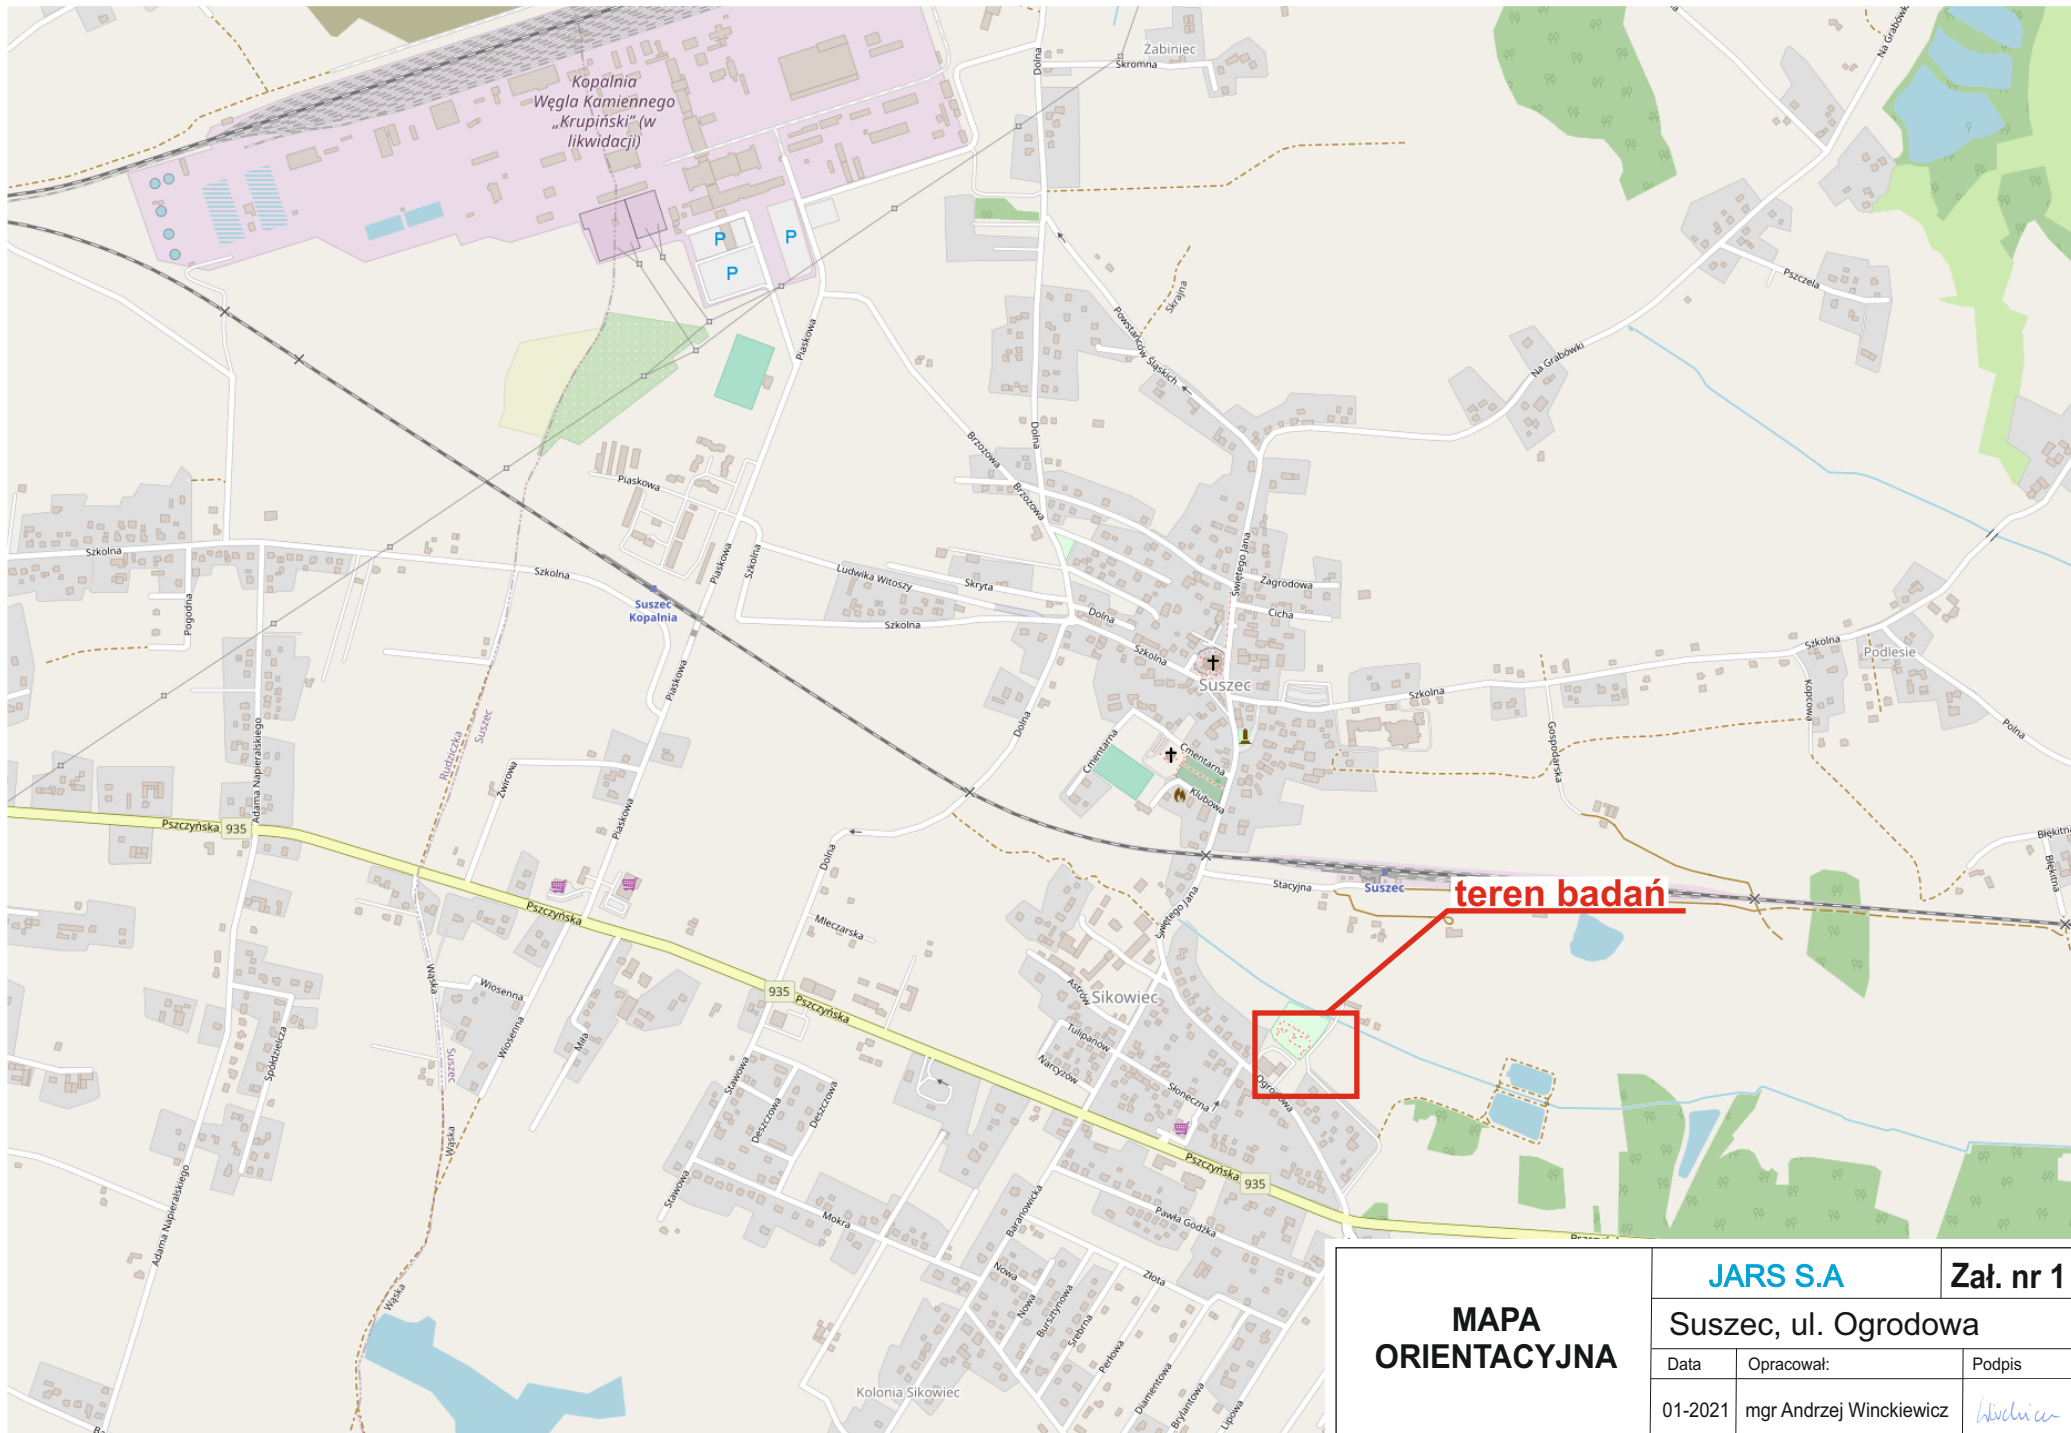 Żabiniec
Skromna
Dolna
Na Grabówki
Kopalnia
Węgla Kamiennego
„Krupiński” (w
likwidacji)
P
P
P
Pszczela
Skrajna
Powstańców Śląskich
Piaskowa
Na Grabówki
Dolna
Brzozowa
Brzozowa
Piaskowa
Szkolna
Szkolna
Piaskowa
Szkolna
Ludwika Witoszy
Skryta
Świętego Jana
Zagrodowa
Cicha
Pogodna
Suszec
Kopalnia
Szkolna
Dolna
Szkolna
Szkolna
Podlesie
Suszec
Szkolna
Piaskowa
Kopcowa
Polna
Adama Napieralskiego
Rudziczka
Suszec
Dolna
Cmentarna
Cmentarna
Gospodarska
Żwirowa
Klubowa
Piaskowa
Pszczyńska
935
Dolna
Błękitna
Błękitna
Stacyjna
Suszec
teren badań
Pszczyńska
Świętego Jana
Mleczarska
Wąska
Wiosenna
935
Pszczyńska
Astrów
Sikowiec
Tulipanów
Wiosenna
Miła
Spółdzielcza
Suszec
Narcyzów
Stawowa
Słoneczna
Ogrodowa
Deszczowa
Deszczowa
Wąska
Pszczyńska
935
Stawowa
Adama Napieralskiego
Baranowicka
Mokra
Pawła Godźka
Wąska
Nowa
Nowa
Złota
Bursztynowa
Srebrna
Perłowa
Diamentowa
Brylantowa
Lipowa
Kolonia Sikowiec
MAPA
ORIENTACYJNA
JARS S.A
Zał. nr 1
Suszec, ul. Ogrodowa
Data
Opracował:
Podpis
01-2021
mgr Andrzej Winckiewicz